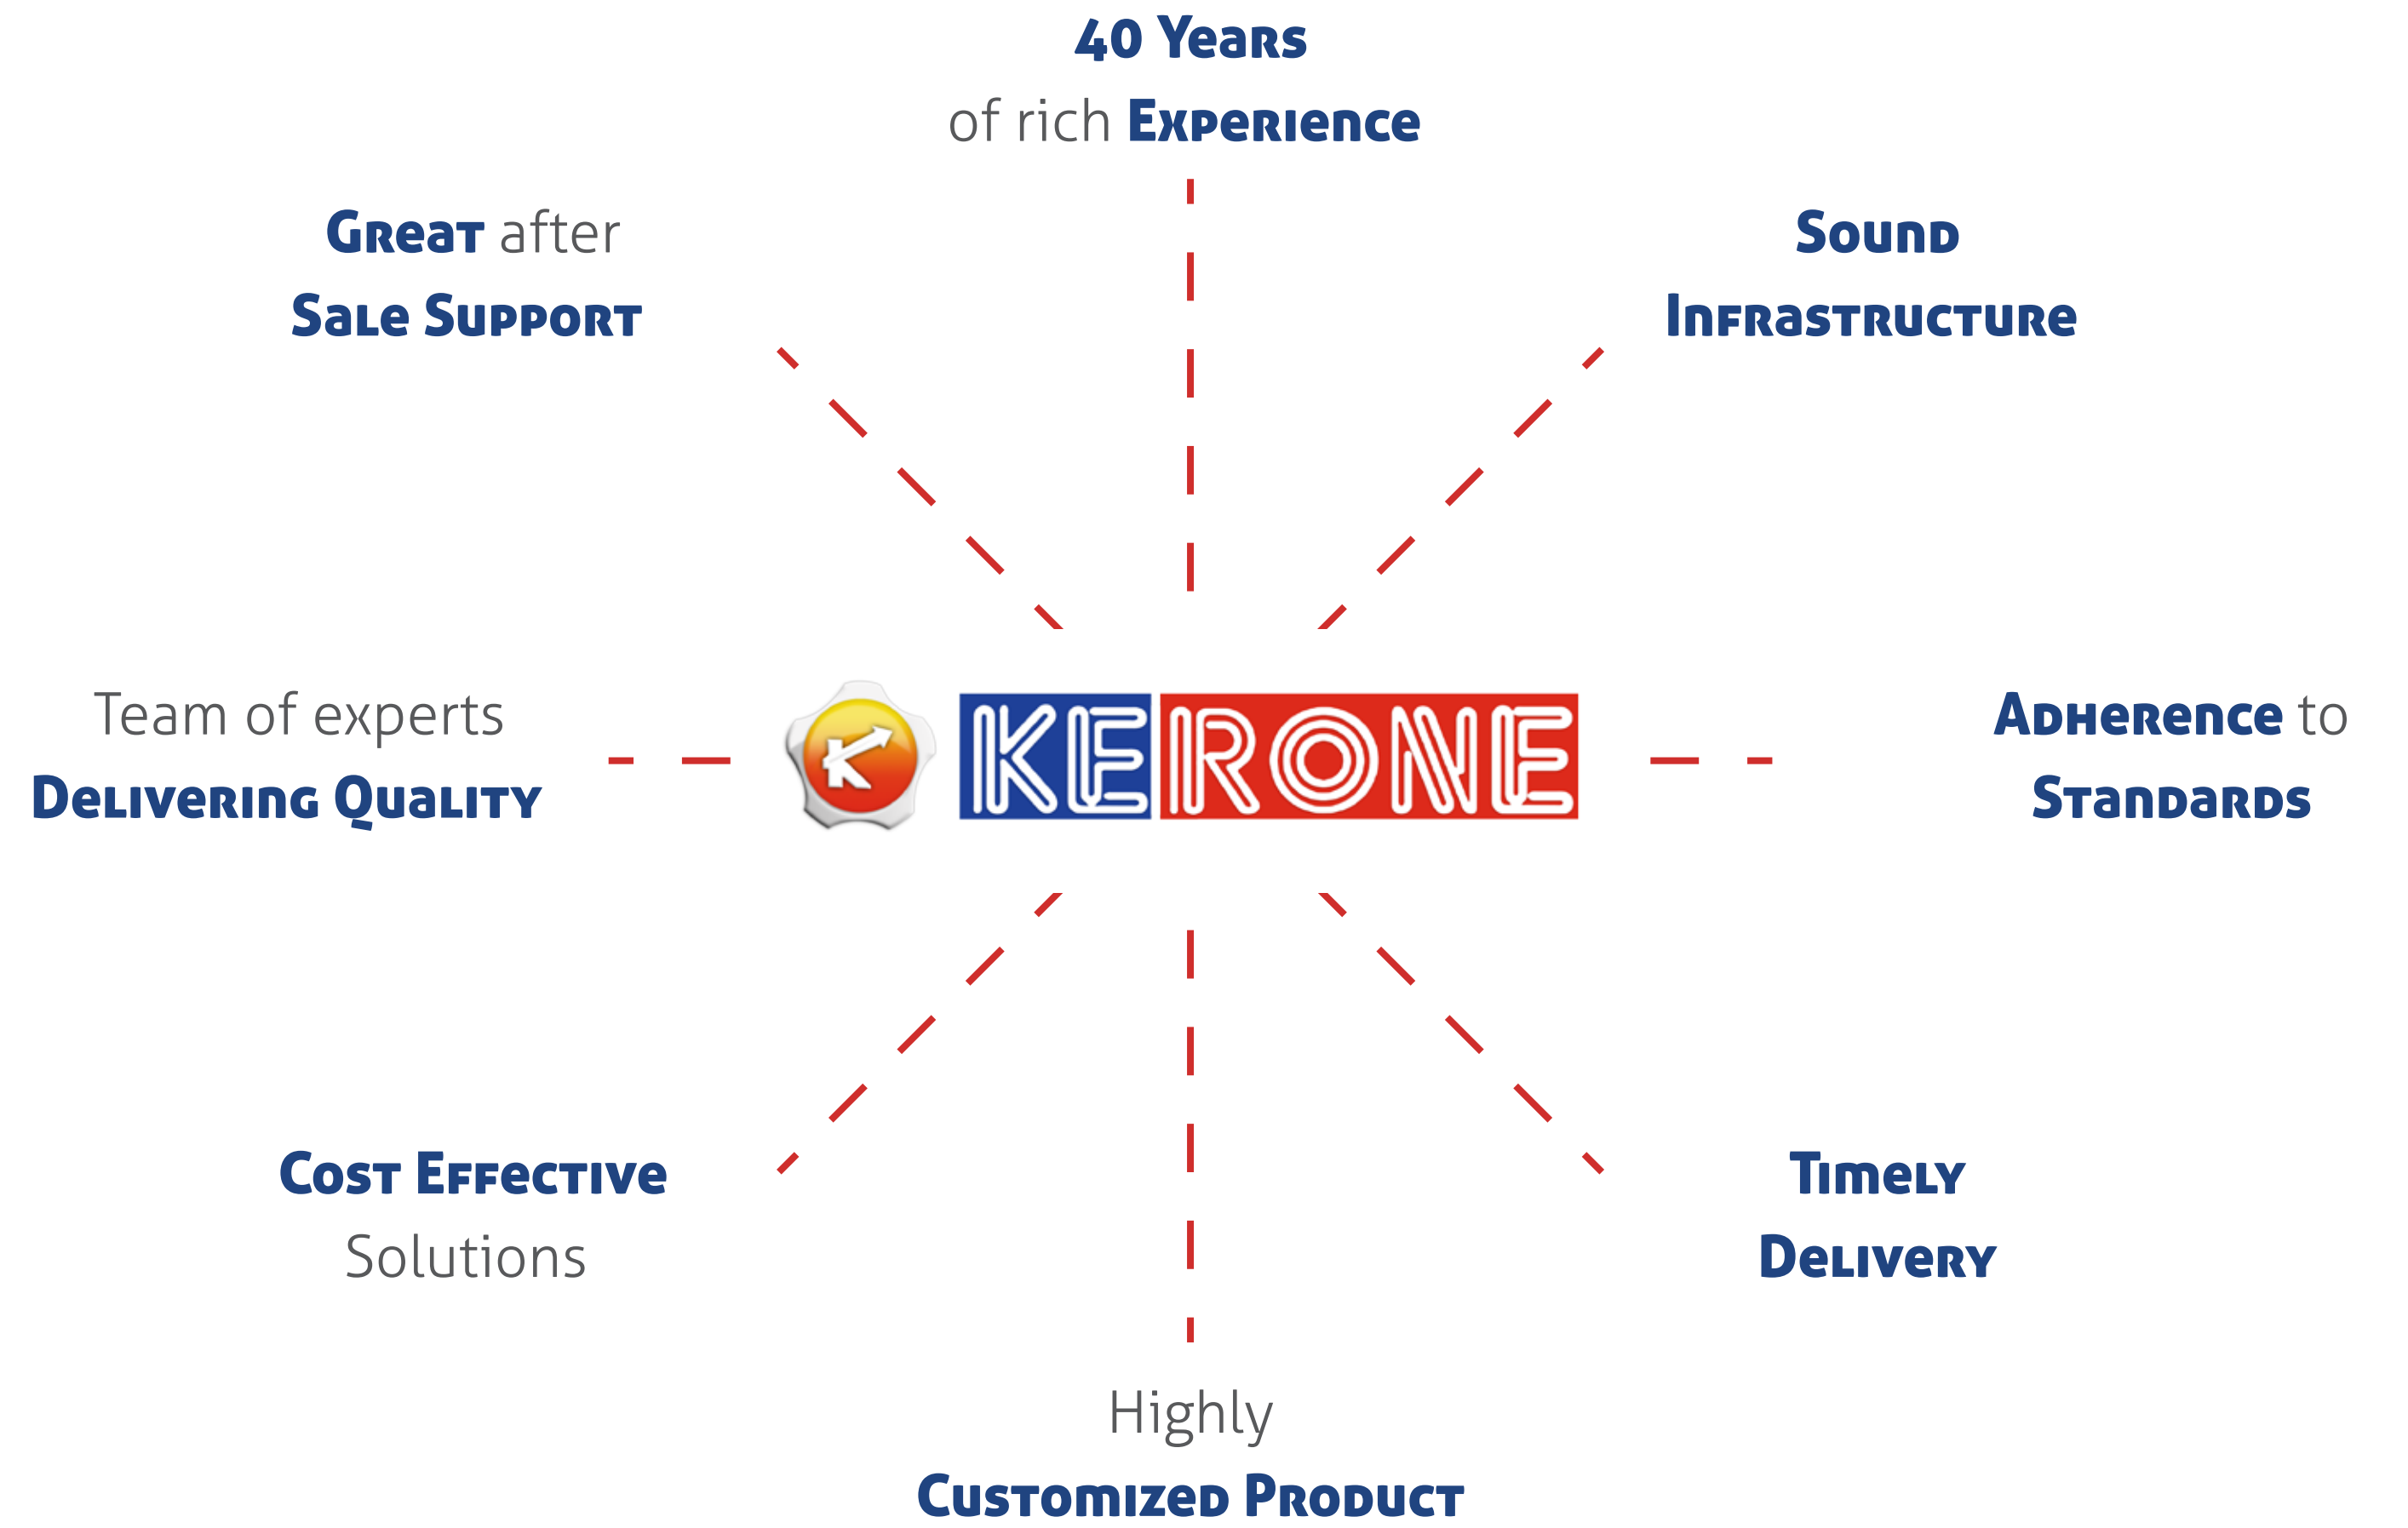 40 Years
of rich Experience
Great after
Sale Support
Sound
Infrastructure
Team of experts
Delivering Quality
K KERONE
Adherence to
Standards
Cost Effective
Solutions
Timely
Delivery
Highly
Customized Product